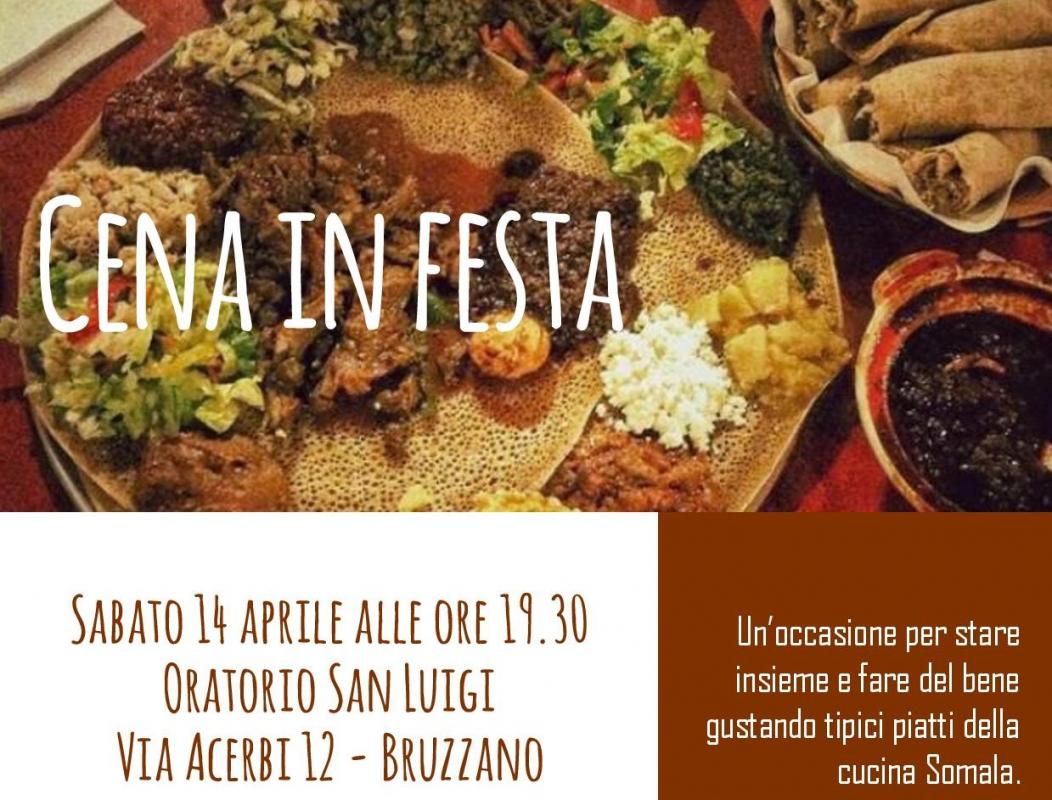 Cena in festa
Sabato 14 aprile alle ore 19.30
Oratorio San Luigi
Via Acerbi 12 - Bruzzano
Un'occasione per stare
insieme e fare del bene
gustando tipici piatti della
cucina Somala.